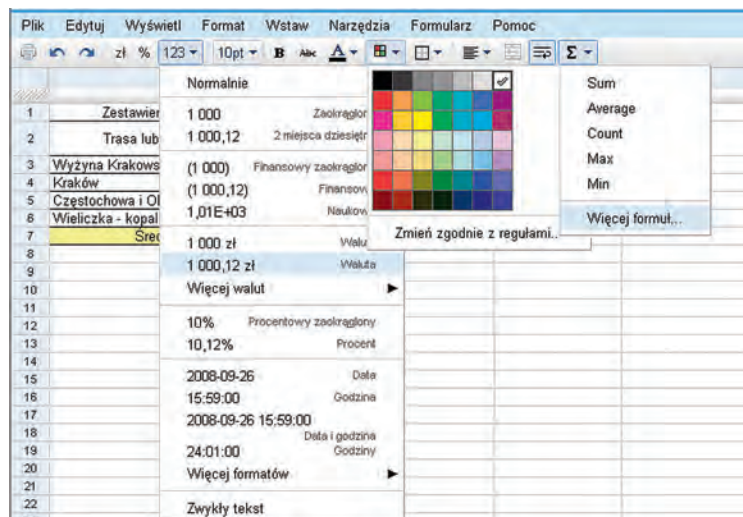 Plik Edytuj Wyświetl Format Wstaw Narzędzia Formularz Pomoc
zł % 123 10pt B Abc A Σ
Normalnie
1 000 Zaokrąglon
1 000,12 2 miejsca dziesiętn
(1 000) Finansowy zaokrąglon
(1 000,12) Finansow
1,01E+03 Naukow
1 000 zł Walu
1 000,12 zł Waluta
Więcej walut
10% Procentowy zaokrąglony
10,12% Procent
2008-09-26 Data
15:59:00 Godzina
2008-09-26 15:59:00
Data i godzina
24:01:00 Godziny
Więcej formatów
Zwykły tekst
Zmień zgodnie z regułami..
Sum
Average
Count
Max
Min
Więcej formuł...
1 Zestawien
2 Trasa lub
3 Wyżyna Krakows
4 Kraków
5 Częstochowa i Ol
6 Wieliczka - kopal
7 Śred
8
9
10
11
12
13
14
15
16
17
18
19
20
21
22